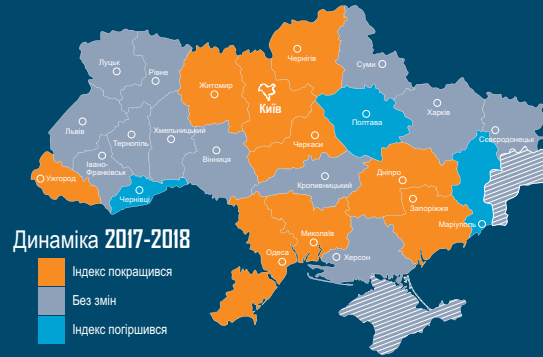 Чернігів
Суми
Луцьк
Рівне
Житомир
Київ
Харків
Полтава
Львів
Тернопіль
Хмельницький
Черкаси
Сєвєродонецьк
Івано-
Франківськ
Вінниця
Ужгород
Чернівці
Кропивницький
Дніпро
Запоріжжя
Маріуполь
Миколаїв
Одеса
Херсон
Динаміка 2017-2018
Індекс покращився
Без змін
Індекс погіршився